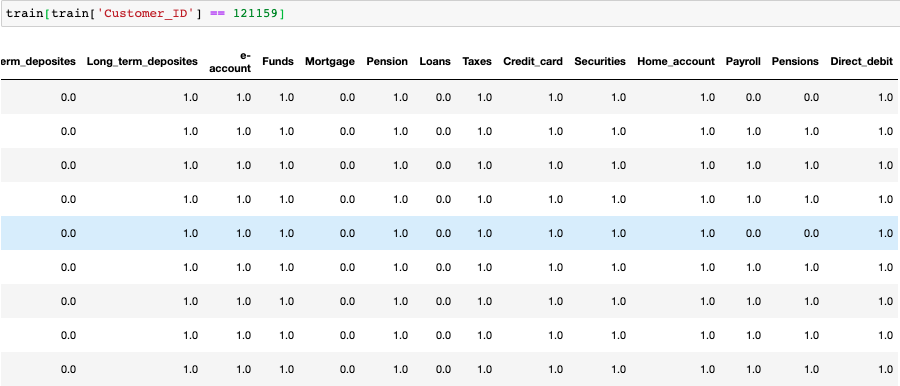 train[train['Customer_ID'] == 121159]
erm_deposites Long_term_deposites e-account Funds Mortgage Pension Loans Taxes Credit_card Securities Home_account Payroll Pensions Direct_debit
0.0 1.0 1.0 1.0 0.0 1.0 0.0 1.0 1.0 1.0 1.0 0.0 0.0 1.0
0.0 1.0 1.0 1.0 0.0 1.0 0.0 1.0 1.0 1.0 1.0 1.0 1.0 1.0
0.0 1.0 1.0 1.0 0.0 1.0 0.0 1.0 1.0 1.0 1.0 1.0 1.0 1.0
0.0 1.0 1.0 1.0 0.0 1.0 0.0 1.0 1.0 1.0 1.0 1.0 1.0 1.0
0.0 1.0 1.0 1.0 0.0 1.0 0.0 1.0 1.0 1.0 1.0 0.0 0.0 1.0
0.0 1.0 1.0 1.0 0.0 1.0 0.0 1.0 1.0 1.0 1.0 1.0 1.0 1.0
0.0 1.0 1.0 1.0 0.0 1.0 0.0 1.0 1.0 1.0 1.0 1.0 1.0 1.0
0.0 1.0 1.0 1.0 0.0 1.0 0.0 1.0 1.0 1.0 1.0 1.0 1.0 1.0
0.0 1.0 1.0 1.0 0.0 1.0 0.0 1.0 1.0 1.0 1.0 1.0 1.0 1.0